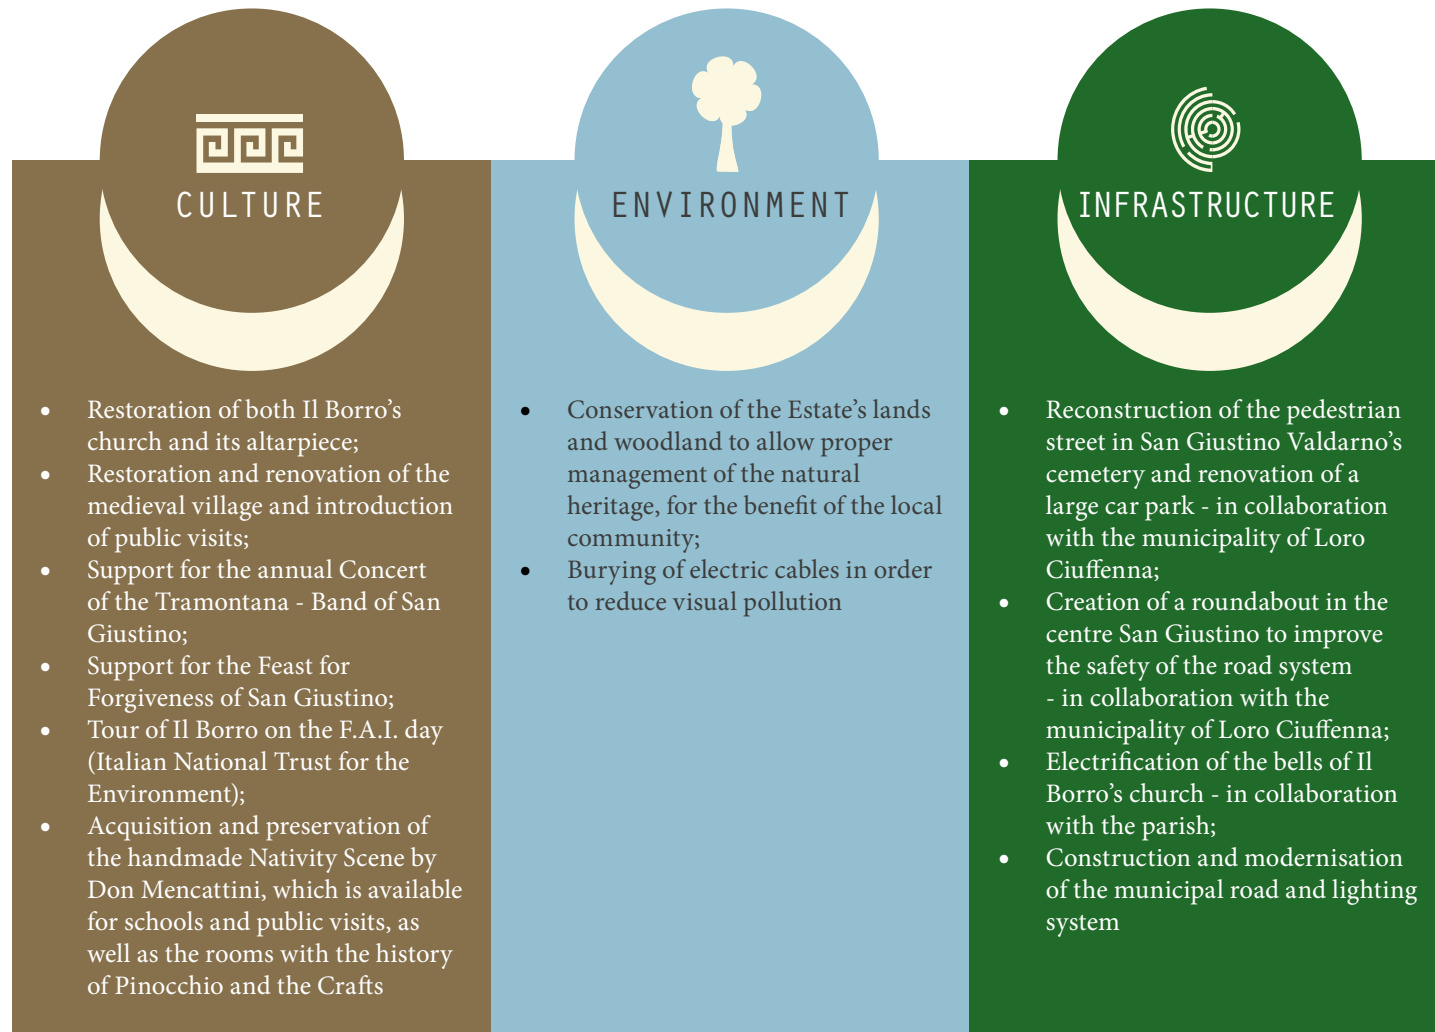 CULTURE
• Restoration of both Il Borro’s
church and its altarpiece;
• Restoration and renovation of the
medieval village and introduction
of public visits;
• Support for the annual Concert
of the Tramontana - Band of San
Giustino;
• Support for the Feast for
Forgiveness of San Giustino;
• Tour of Il Borro on the F.A.I. day
(Italian National Trust for the
Environment);
• Acquisition and preservation of
the handmade Nativity Scene by
Don Mencattini, which is available
for schools and public visits, as
well as the rooms with the history
of Pinocchio and the Crafts
ENVIRONMENT
• Conservation of the Estate’s lands
and woodland to allow proper
management of the natural
heritage, for the benefit of the local
community;
• Burying of electric cables in order
to reduce visual pollution
INFRASTRUCTURE
• Reconstruction of the pedestrian
street in San Giustino Valdarno’s
cemetery and renovation of a
large car park - in collaboration
with the municipality of Loro
Ciuffenna;
• Creation of a roundabout in the
centre San Giustino to improve
the safety of the road system
- in collaboration with the
municipality of Loro Ciuffenna;
• Electrification of the bells of Il
Borro’s church - in collaboration
with the parish;
• Construction and modernisation
of the municipal road and lighting
system